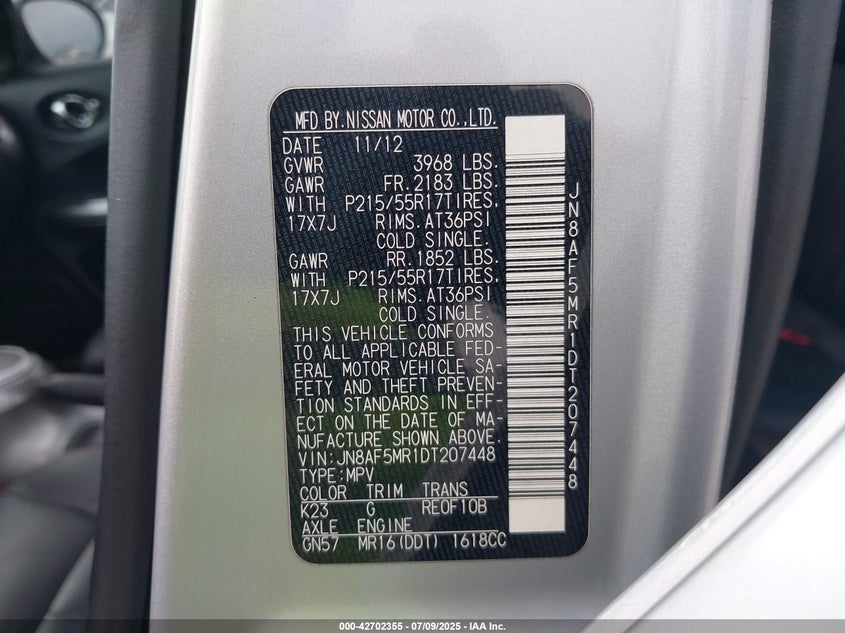 MFD BY.NISSAN MOTOR CO.,LTD.
DATE 11/12
GVWR 3968 LBS.
GAWR FR.2183 LBS.
WITH P215/55R17TIRES.
17X7J RIMS.AT36PSI
COLD SINGLE.
GAWR RR.1852 LBS.
WITH P215/55R17TIRES.
17X7J RIMS.AT36PSI
COLD SINGLE.
THIS VEHICLE CONFORMS
TO ALL APPLICABLE FED-
ERAL MOTOR VEHICLE SA-
FETY AND THEFT PREVEN-
TION STANDARDS IN EFF-
ECT ON THE DATE OF MA-
NUFACTURE SHOWN ABOVE.
VIN:JN8AF5MR1DT207448
TYPE:MPV
COLOR TRIM TRANS
K23 G RE0F10B
AXLE ENGINE
GN57 MR16(DDT) 1618CC
JN8AF5MR1DT207448
000-42702355 | 07/09/2025 - IAA Inc.